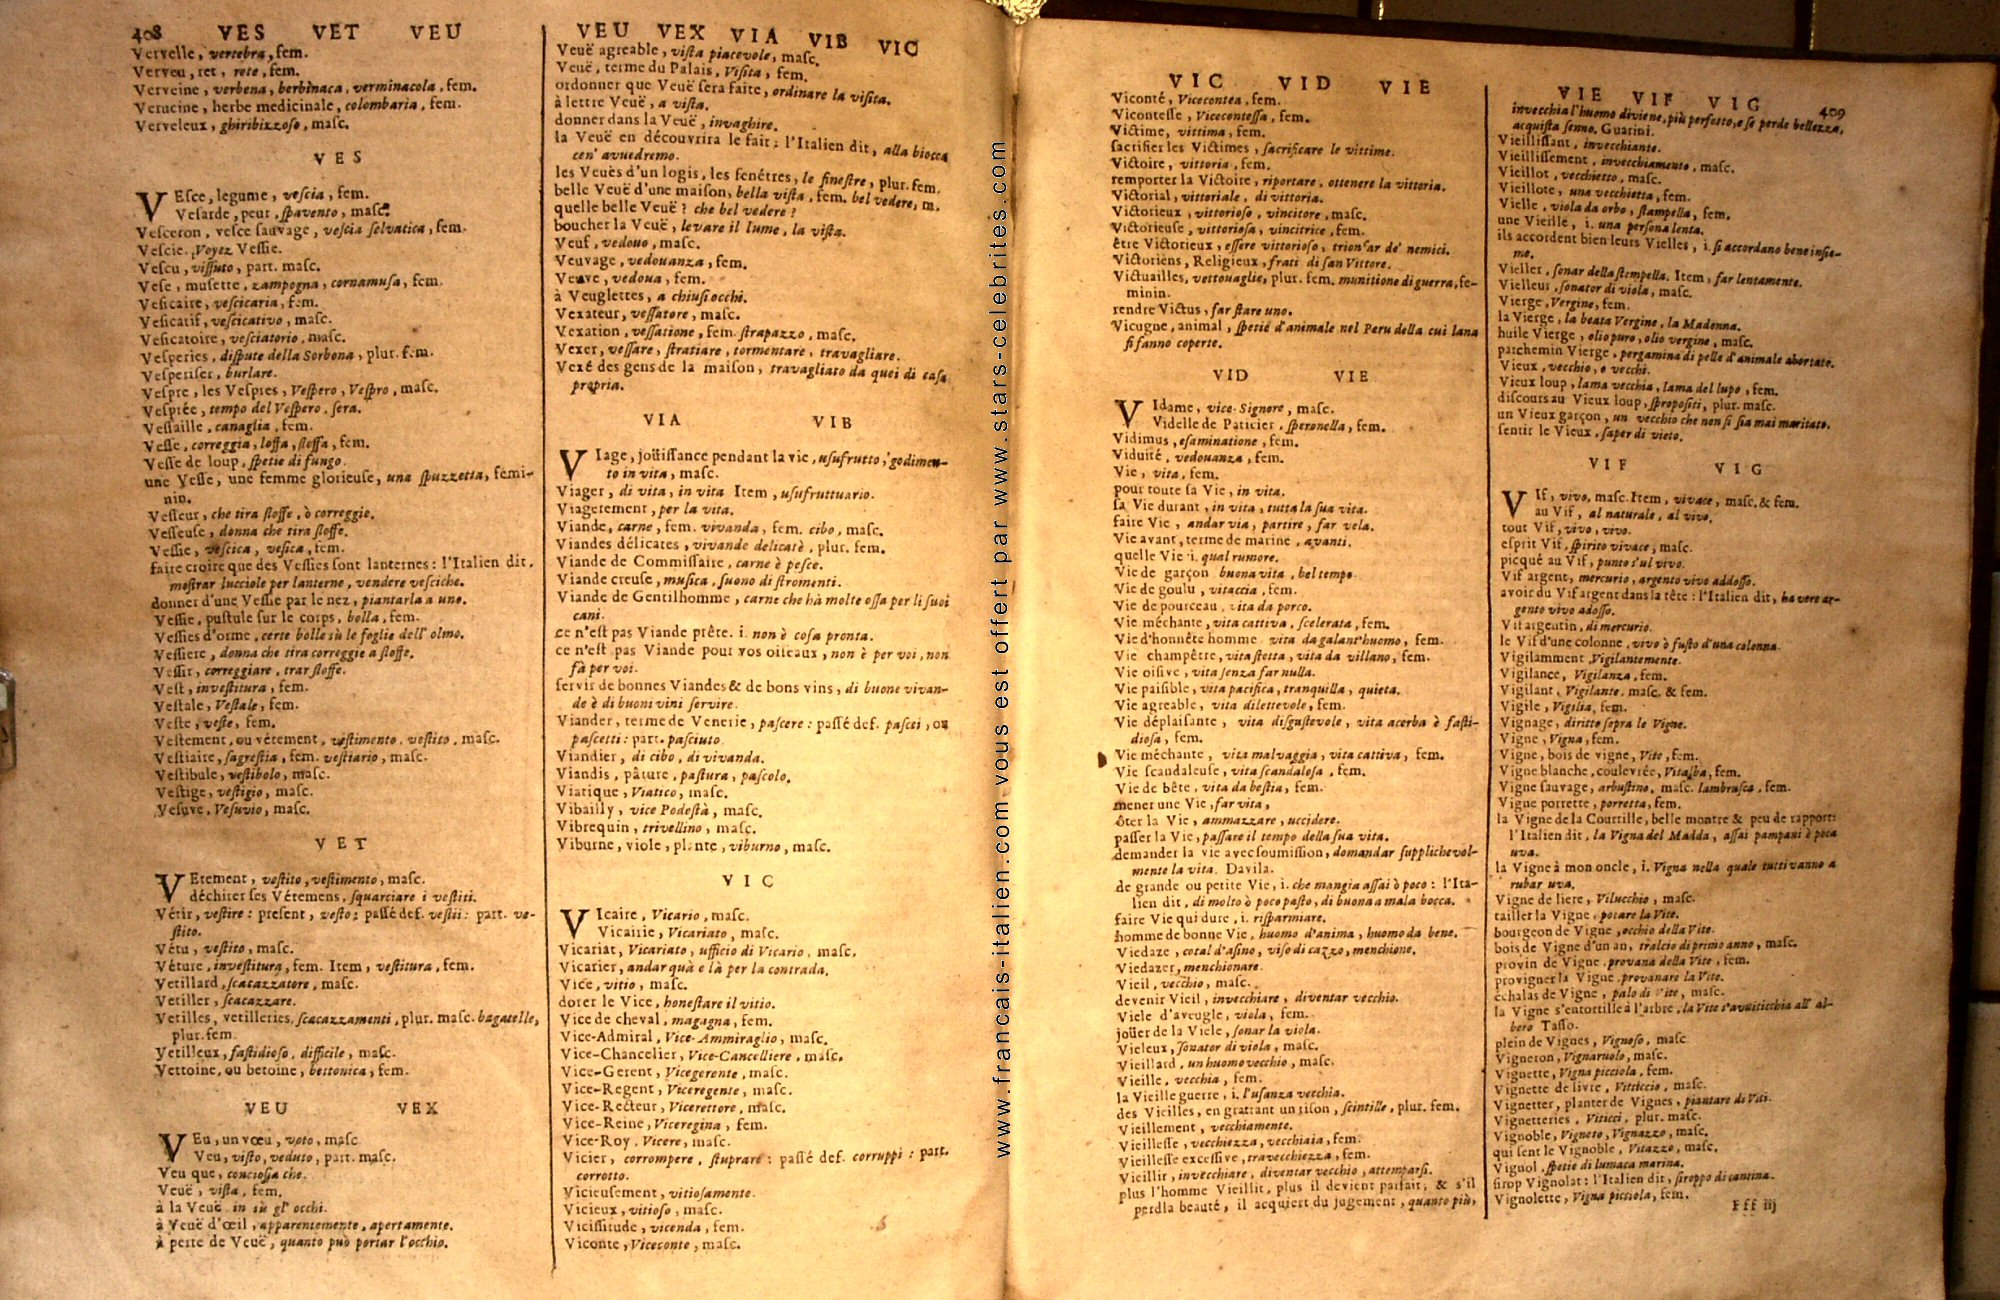 408 VES VET VEU
Vervelle, vertebra, fem.
Verveu, ret, rete, fem.
Verveine, verbena, berbinaca, verminacola, fem.
Verucine, herbe medicinale, colombaria, fem.
Verveleux, ghiribizzoso, masc.
VES
VEsce, legume, vescia, fem.
Vesarde, peur, spavento, masc.
Vesceron, vesce sauvage, vescia selvatica, fem.
Vescie. Voyez Vessie.
Vescu, vissuto, part. masc.
Vese, musette, zampogna, cornamusa, fem.
Vesicaire, vescicaria, fem.
Vesicatif, vescicativo, masc.
Vesicatoire, vesciatorio, masc.
Vesperies, dispute della Sorbona, plur. fem.
Vesperiser, burlare.
Vespre, les Vespres, Vespero, Vespro, masc.
Vesprée, tempo del Vespero, sera.
Vessaille, canaglia, fem.
Vesse, correggia, loffa, sloffa, fem.
Vesse de loup, spetie di fungo.
une Vesse, une femme glorieuse, una spuzzetta, femi-
nin.
Vesseur, che tira sloffe, ò correggie.
Vesseuse, donna che tira sloffe.
Vessie, vescica, vesica, fem.
faire croire que des Vessies sont lanternes: l'Italien dit,
mostrar lucciole per lanterne, vendere vesciche.
donner d'une Vessie par le nez, piantarla a uno.
Vessie, pustule sur le corps, bolla, fem.
Vessies d'orme, certe bolle sù le foglie dell' olmo.
Vessiere, donna che tira correggie a sloffe.
Vessir, correggiare, trar sloffe.
Vest, investitura, fem.
Vestale, Vestale, fem.
Veste, veste, fem.
Vestement, ou vétement, vestimento, vestito, masc.
Vestiaire, sagrestia, fem. vestiario, masc.
Vestibule, vestibolo, masc.
Vestige, vestigio, masc.
Vesuve, Vesuvio, masc.
VET
VEtement, vestito, vestimento, masc.
déchirer ses Vétemens, squarciare i vestiti.
Vétir, vestire: present, vesto; passé def. vestii: part. ve-
stito.
Vétu, vestito, masc.
Véture, investitura, fem. Item, vestitura, fem.
Vetillard, scacazzatore, masc.
Vetiller, scacazzare.
Vetilles, vetilleries, scacazzamenti, plur. masc. bagatelle,
plur. fem.
Vetilleux, fastidioso, difficile, masc.
Vettoine, ou betoine, bettonica, fem.
VEU VEX
VEu, un vœu, voto, masc
Veu, visto, veduto, part. masc.
Veu que, conciossa che.
Veuë, vista, fem.
à la Veuë in sù gl' occhi.
à Veuë d'œil, apparentemente, apertamente.
à perte de Veuë, quanto può portar l'occhio.
VEU VEX VIA VIB VIC
Veuë agreable, vista piacevole, masc.
Veuë, terme du Palais, Visita, fem.
ordonner que Veuë sera faite, ordinare la visita.
à lettre Veuë, a vista.
donner dans la Veuë, invaghire.
la Veuë en découvrira le fait; l'Italien dit, alla biocca
cen' avuedremo.
les Veuës d'un logis, les fenétres, le finestre, plur. fem.
belle Veuë d'une maison, bella vista, fem. bel vedere, m.
quelle belle Veuë? che bel vedere?
boucher la Veuë, levare il lume, la vista.
Veuf, vedouo, masc.
Veuvage, vedouanza, fem.
Veuve, vedoua, fem.
à Veuglettes, a chiusi occhi.
Vexateur, vessatore, masc.
Vexation, vessatione, fem. strapazzo, masc.
Vexer, vessare, stratiare, tormentare, travagliare.
Vexé des gens de la maison, travagliato da quei di casa
propria.
VIA VIB
VIage, joüissance pendant la vie, usufrutto, godimen-
to in vita, masc.
Viager, di vita, in vita Item, usufruttuario.
Viagerement, per la vita.
Viande, carne, fem. vivanda, fem. cibo, masc.
Viandes délicates, vivande delicatè, plur. fem.
Viande de Commissaire, carne è pesce.
Viande creuse, musica, suono di stromenti.
Viande de Gentilhomme, carne che hà molte ossa per li suoi
cani.
ce n'est pas Viande prête. i. non è cosa pronta.
ce n'est pas Viande pour vos oiseaux, non è per voi, non
fà per voi.
servir de bonnes Viandes & de bons vins, di buone vivan-
de è di buoni vini servire.
Viander, terme de Venerie, pascere: passé def. pascei, ou
pascetti: part. pasciuto.
Viandier, di cibo, di vivanda.
Viandis, pâture, pastura, pascolo.
Viatique, Viatico, masc.
Vibailly, vice Podestà, masc.
Vibrequin, trivellino, masc.
Viburne, viole, plante, viburno, masc.
VIC
VIcaire, Vicario, masc.
Vicairie, Vicariato, masc.
Vicariat, Vicariato, ufficio di Vicario, masc.
Vicarier, andar quà e là per la contrada.
Vice, vitio, masc.
dorer le Vice, honestare il vitio.
Vice de cheval, magagna, fem.
Vice-Admiral, Vice-Ammiraglio, masc.
Vice-Chancelier, Vice-Cancelliere, masc.
Vice-Gerent, Vicegerente, masc.
Vice-Regent, Viceregente, masc.
Vice-Recteur, Vicerettore, masc.
Vice-Reine, Viceregina, fem.
Vice-Roy, Vicere, masc.
Vicier, corrompere, stuprare: passé def. corruppi: part.
corrotto.
Vicieusement, vitiosamente.
Vicieux, vitioso, masc.
Vicissitude, vicenda, fem.
Viconte, Viceconte, masc.
www.francais-italien.com vous est offert par www.stars-celebrites.com
VIC VID VIE
Viconté, Vicecontea, fem.
Vicontesse, Vicecontessa, fem.
Victime, vittima, fem.
sacrifier les Victimes, sacrificare le vittime.
Victoire, vittoria, fem.
remporter la Victoire, riportare, ottenere la vittoria.
Victorial, vittoriale, di vittoria.
Victorieux, vittorioso, vincitore, masc.
Victorieuse, vittoriosa, vincitrice, fem.
être Victorieux, essere vittorioso, trionfar de' nemici.
Victoriens, Religieux, frati di san Vittore.
Victuailles, vettouaglie, plur. fem. munitione di guerra, fe-
minin.
rendre Victus, far stare uno.
Vicugne, animal, spetie d'animale nel Peru della cui lana
si fanno coperte.
VID VIE
VIdame, vice-Signore, masc.
Videlle de Paticier, speronella, fem.
Vidimus, esaminatione, fem.
Viduité, vedouanza, fem.
Vie, vita, fem.
pour toute sa Vie, in vita.
sa Vie durant, in vita, tutta la sua vita.
faire Vie, andar via, partire, far vela.
Vie avant, terme de marine, avanti.
quelle Vie i. qual rumore.
Vie de garçon buona vita, bel tempo.
Vie de goulu, vitaccia, fem.
Vie de pourceau, vita da porco.
Vie méchante, vita cattiva, scelerata, fem.
Vie d'honnête homme vita da galant'huomo, fem.
Vie champêtre, vita stetta, vita da villano, fem.
Vie oisive, vita senza far nulla.
Vie paisible, vita pacifica, tranquilla, quieta.
Vie agreable, vita dilettevole, fem.
Vie déplaisante, vita disgustevole, vita acerba è fasti-
diosa, fem.
Vie méchante, vita malvaggia, vita cattiva, fem.
Vie scandaleuse, vita scandalosa, fem.
Vie de bête, vita da bestia, fem.
mener une Vie, far vita,
ôter la Vie, ammazzare, uccidere.
passer la Vie, passare il tempo della sua vita.
demander la vie avec soumission, domandar supplichevol-
mente la vita. Davila.
de grande ou petite Vie, i. che mangia assai ò poco: l'Ita-
lien dit, di molto ò poco pasto, di buona a mala bocca.
faire Vie qui dure, i. risparmiare.
homme de bonne Vie, huomo d'anima, huomo da bene.
Viedaze, cotal d'asino, viso di cazzo, menchione.
Viedazer, menchionare.
Vieil, vecchio, masc.
devenir Vieil, invecchiare, diventar vecchio.
Viele d'aveugle, viola, fem.
joüer de la Viele, sonar la viola.
Vieleux, sonator di viola, masc.
Vieillard, un huomo vecchio, masc.
Vieille, vecchia, fem.
la Vieille guerre, i. l'usanza vecchia.
des Vieilles, en grattant un tison, scintille, plur. fem.
Vieillement, vecchiamente.
Vieillesse, vecchiezza, vecchiaia, fem.
Vieillesse excessive, travecchiezza, fem.
Vieillir, invecchiare, diventar vecchio, attemparsi.
plus l'homme Vieillit, plus il devient parfait, & s'il
perd la beauté, il acquiert du jugement, quanto più,
VIE VIF VIG 409
invecchia l'huomo diviene, più perfetto, e se perde bellezza,
acquista senno. Guarini.
Vieillissant, invecchiante.
Vieillissement, invecchiamento, masc.
Vieillot, vecchietto, masc.
Vieillote, una vecchietta, fem.
Vielle, viola da orbo, stampella, fem.
une Vieille, i. una persona lenta.
ils accordent bien leurs Vielles, i. si accordano bene insie-
me.
Vieller, sonar della stempella. Item, far lentamente.
Vielleur, sonator di viola, masc.
Vierge, Vergine, fem.
la Vierge, la beata Vergine, la Madonna.
huile Vierge, olio puro, olio vergine, masc.
parchemin Vierge, pergamina di pelle d'animale abortato.
Vieux, vecchio, e vecchi.
Vieux loup, lama vecchia, lama del lupo, fem.
discours au Vieux loup, spropositi, plur. masc.
un Vieux garçon, un vecchio che non si sia mai maritato.
sentir le Vieux, saper di vieto.
VIF VIG
VIf, vivo, masc. Item, vivace, masc. & fem.
au Vif, al naturale, al vivo.
tout Vif, vivo, vivo.
esprit Vif, spirito vivace, masc.
picqué au Vif, punto s'ul vivo.
Vif argent, mercurio, argento vivo addosso.
avoir du Vif argent dans la tête: l'Italien dit, havere ar-
gento vivo adosso.
Vif argentin, di mercurio.
le Vif d'une colonne, vivo ò fusto d'una colonna.
Vigilamment, Vigilantemente.
Vigilance, Vigilanza, fem.
Vigilant, Vigilante, masc. & fem.
Vigile, Vigilia, fem.
Vignage, diritto sopra le Vigne.
Vigne, Vigna, fem.
Vigne, bois de vigne, Vite, fem.
Vigne blanche, coulevrée, Vitalba, fem.
Vigne sauvage, arbustino, masc. lambrusca, fem.
Vigne porrette, porretta, fem.
la Vigne de la Courtille, belle montre & peu de rapport:
l'Italien dit, la Vigna del Madda, assai pampani è poca
uva.
la Vigne à mon oncle, i. Vigna nella quale tutti vanno a
rubar uva.
Vigne de liere, Vilucchio, masc.
tailler la Vigne, potare la Vite.
bourgeon de Vigne, occhio della Vite.
bois de Vigne d'un an, tralcio di primo anno, masc.
provin de Vigne, provana della Vite, fem.
provigner la Vigne, provanare la Vite.
échalas de Vigne, palo di Vite, masc.
la Vigne s'entortille à l'arbre, la Vite s'avuiticchia all' al-
bero Tasso.
plein de Vignes, Vignoso, masc
Vigneron, Vignaruolo, masc.
Vignette, Vigna picciola, fem.
Vignette de livre, Viticcio, masc.
Vignetter, planter de Vignes, piantare di Viti.
Vignetteries, Viticci, plur. masc.
Vignoble, Vigneto, Vignazzo, masc.
qui sent le Vignoble, Vitazzo, masc.
Vignol, spetie di lumaca marina.
sirop Vignolat: l'Italien dit, siroppo di cantina.
Vignolette, Vigna picciola, fem.
Fff iij